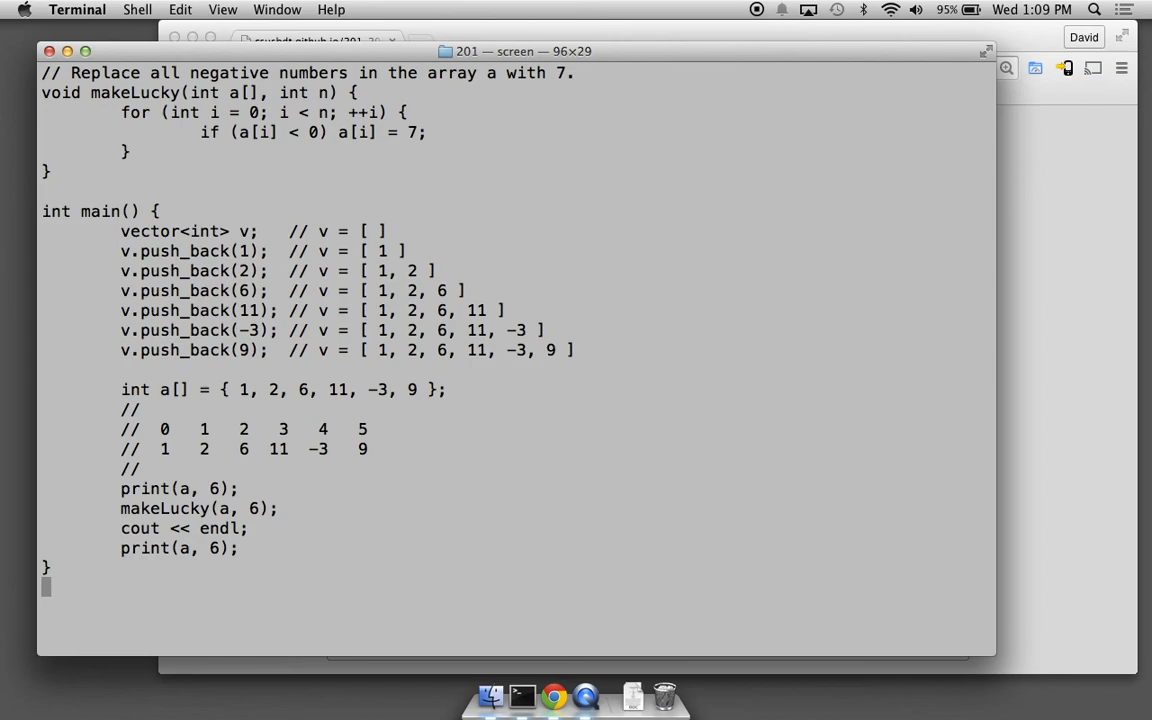 Terminal Shell Edit View Window Help 95% Wed 1:09 PM
David
201 — screen — 96×29
// Replace all negative numbers in the array a with 7.
void makeLucky(int a[], int n) {
for (int i = 0; i < n; ++i) {
if (a[i] < 0) a[i] = 7;
}
}
int main() {
vector<int> v; // v = [ ]
v.push_back(1); // v = [ 1 ]
v.push_back(2); // v = [ 1, 2 ]
v.push_back(6); // v = [ 1, 2, 6 ]
v.push_back(11); // v = [ 1, 2, 6, 11 ]
v.push_back(-3); // v = [ 1, 2, 6, 11, -3 ]
v.push_back(9); // v = [ 1, 2, 6, 11, -3, 9 ]
int a[] = { 1, 2, 6, 11, -3, 9 };
//
// 0 1 2 3 4 5
// 1 2 6 11 -3 9
//
print(a, 6);
makeLucky(a, 6);
cout << endl;
print(a, 6);
}